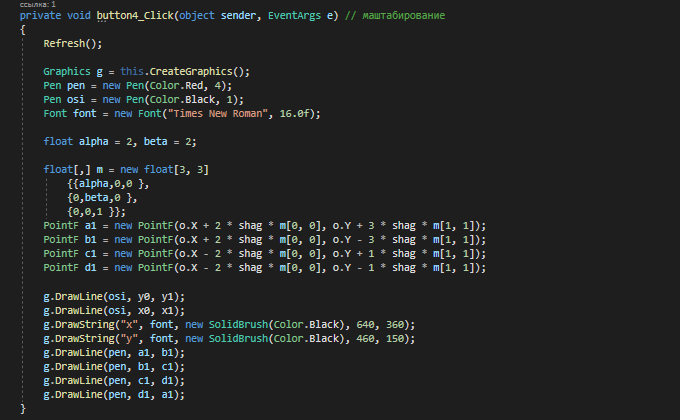 ссылка: 1
private void button4_Click(object sender, EventArgs e) // маштабирование
{
Refresh();
Graphics g = this.CreateGraphics();
Pen pen = new Pen(Color.Red, 4);
Pen osi = new Pen(Color.Black, 1);
Font font = new Font("Times New Roman", 16.0f);
float alpha = 2, beta = 2;
float[,] m = new float[3, 3]
{{alpha,0,0 },
{0,beta,0 },
{0,0,1 }};
PointF a1 = new PointF(o.X + 2 * shag * m[0, 0], o.Y + 3 * shag * m[1, 1]);
PointF b1 = new PointF(o.X + 2 * shag * m[0, 0], o.Y - 3 * shag * m[1, 1]);
PointF c1 = new PointF(o.X - 2 * shag * m[0, 0], o.Y + 1 * shag * m[1, 1]);
PointF d1 = new PointF(o.X - 2 * shag * m[0, 0], o.Y - 1 * shag * m[1, 1]);
g.DrawLine(osi, y0, y1);
g.DrawLine(osi, x0, x1);
g.DrawString("x", font, new SolidBrush(Color.Black), 640, 360);
g.DrawString("y", font, new SolidBrush(Color.Black), 460, 150);
g.DrawLine(pen, a1, b1);
g.DrawLine(pen, b1, c1);
g.DrawLine(pen, c1, d1);
g.DrawLine(pen, d1, a1);
}